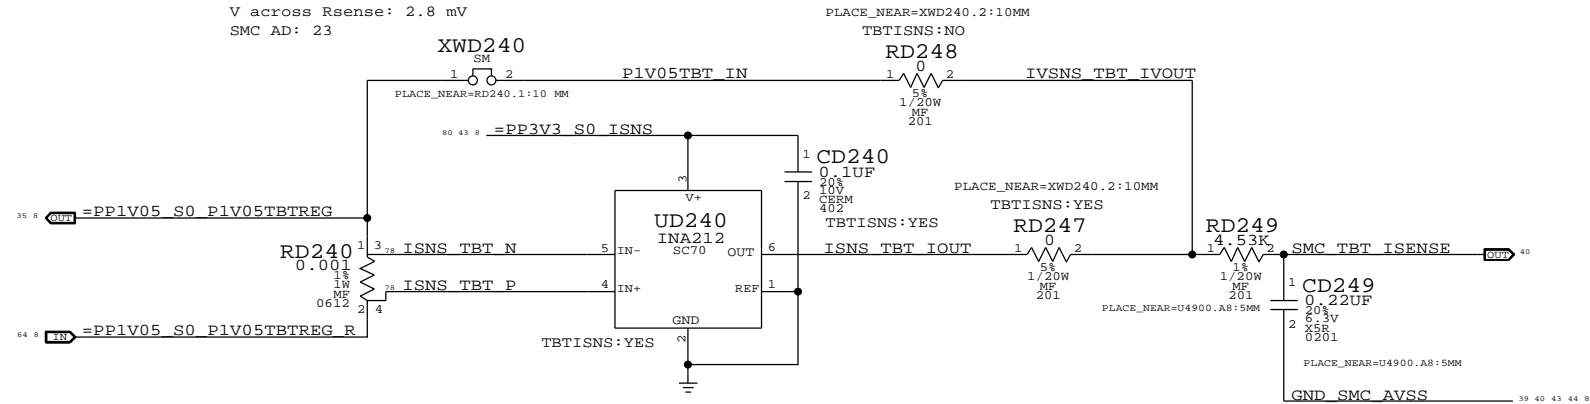 V across Rsense: 2.8 mV
SMC AD: 23
PLACE_NEAR=XWD240.2:10MM
TBTISNS:NO
XWD240
SM
1 2
PLACE_NEAR=RD240.1:10 MM
P1V05TBT_IN
RD248
0
1 2
5%
1/20W
MF
201
IVSNS_TBT_IVOUT
80 43 8 =PP3V3_S0_ISNS
1 CD240
0.1UF
20%
10V
2 CERM
402
TBTISNS:YES
35 8 OUT =PP1V05_S0_P1V05TBTREG
RD240
0.001
1%
1W
MF
0612
1 3
2 4
78 ISNS_TBT_N 5
78 ISNS_TBT_P 4
64 8 IN =PP1V05_S0_P1V05TBTREG_R
3
V+
UD240
INA212
SC70
IN- OUT
IN+ REF
GND
6
1
2
TBTISNS:YES
ISNS_TBT_IOUT
PLACE_NEAR=XWD240.2:10MM
TBTISNS:YES
RD247
0
1 2
5%
1/20W
MF
201
RD249
4.53K
1 2
1%
1/20W
MF
201
PLACE_NEAR=U4900.A8:5MM
SMC_TBT_ISENSE OUT 40
1 CD249
0.22UF
20%
6.3V
2 X5R
0201
PLACE_NEAR=U4900.A8:5MM
GND_SMC_AVSS 39 40 43 44 8